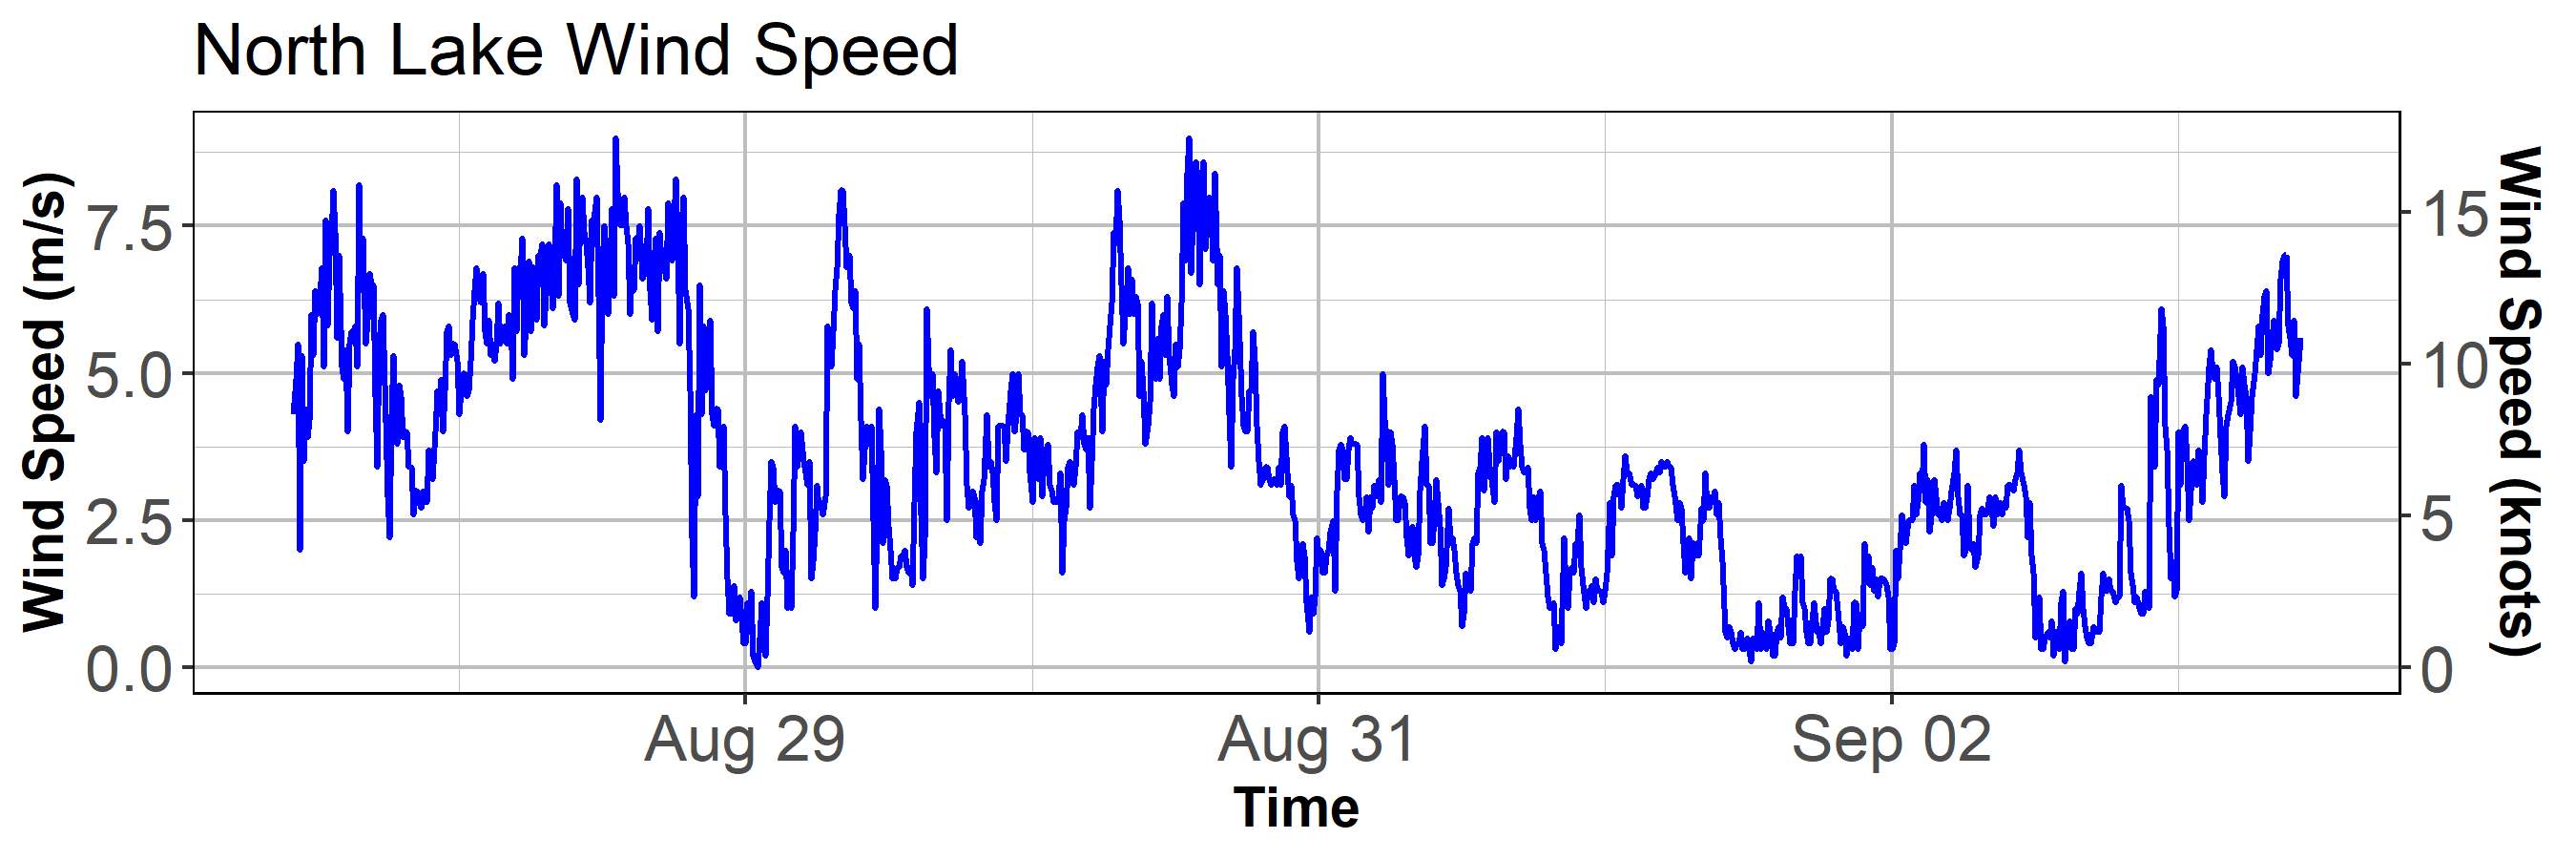 North Lake Wind Speed
Wind Speed (m/s)
7.5
5.0
2.5
0.0
15
10
5
0
Wind Speed (knots)
Aug 29
Aug 31
Sep 02
Time